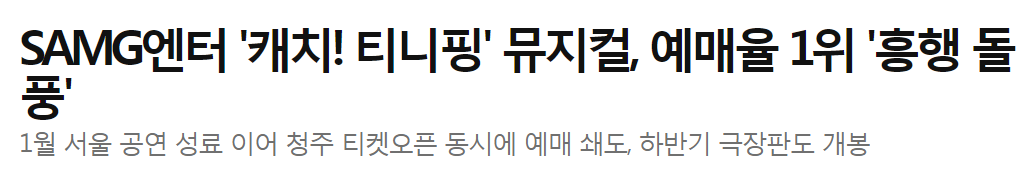 SAMG엔터 '캐치! 티니핑' 뮤지컬, 예매율 1위 '흥행 돌
풍'
1월 서울 공연 성료 이어 청주 티켓오픈 동시에 예매 쇄도, 하반기 극장판도 개봉